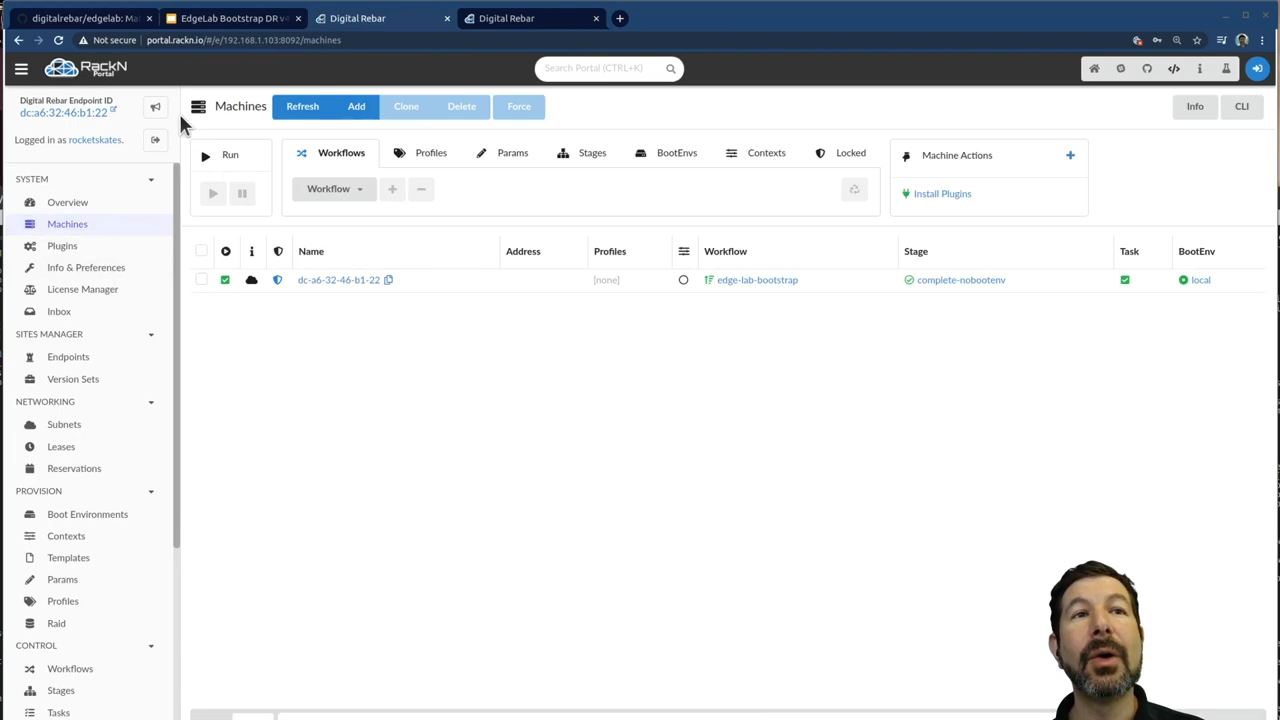 digitalrebar/edgelab: Ma
EdgeLab Bootstrap DR v4
Digital Rebar
Digital Rebar
Not secure
portal.rackn.io/#/e/192.168.1.103:8092/machines
RackN
Portal
Search Portal (CTRL+K)
Digital Rebar Endpoint ID
dc:a6:32:46:b1:22
Logged in as rocketskates.
Machines
Refresh
Add
Clone
Delete
Force
Info
CLI
Run
Workflows
Profiles
Params
Stages
BootEnvs
Contexts
Locked
Workflow
Machine Actions
Install Plugins
SYSTEM
Overview
Machines
Plugins
Info & Preferences
License Manager
Inbox
SITES MANAGER
Endpoints
Version Sets
NETWORKING
Subnets
Leases
Reservations
PROVISION
Boot Environments
Contexts
Templates
Params
Profiles
Raid
CONTROL
Workflows
Stages
Tasks
Name
Address
Profiles
Workflow
Stage
Task
BootEnv
dc-a6-32-46-b1-22
[none]
edge-lab-bootstrap
complete-nobootenv
local